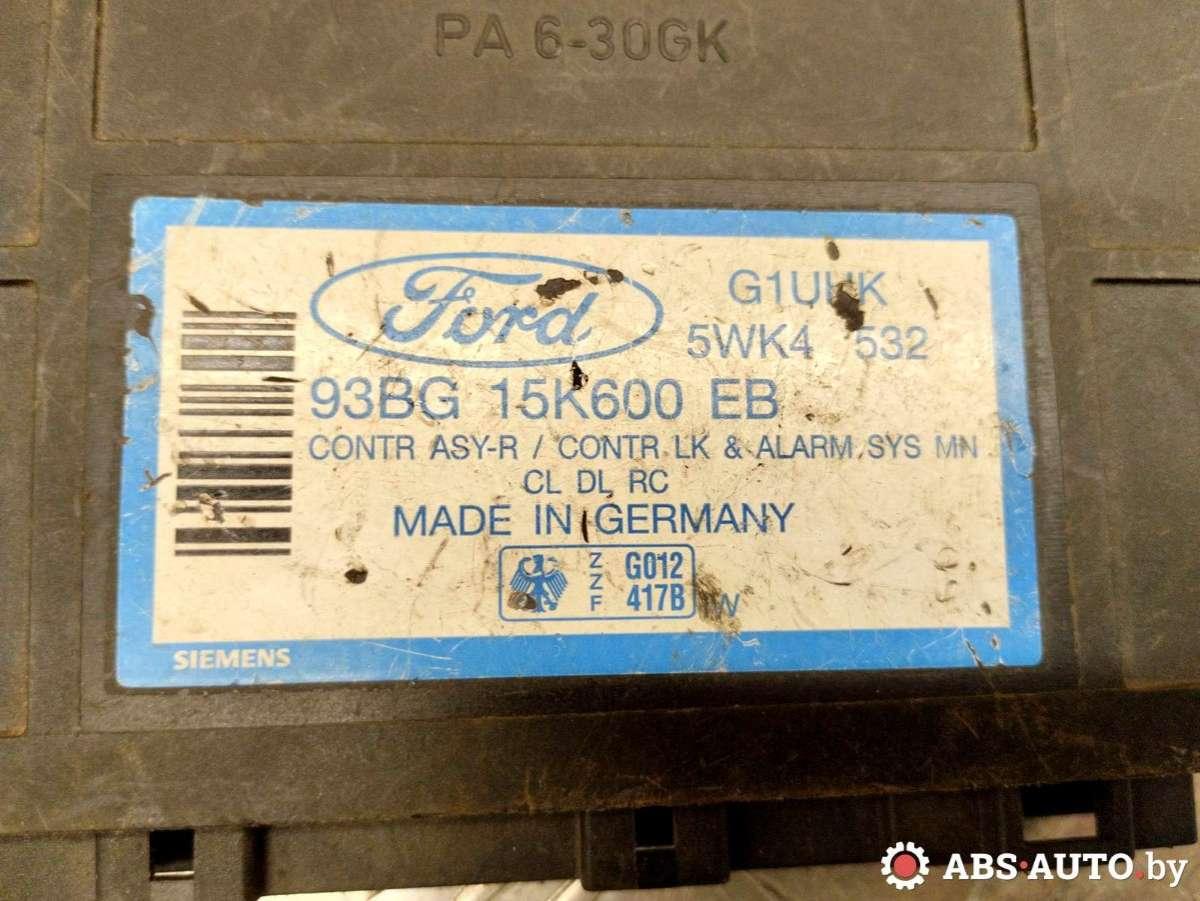 PA 6-30GK
Ford
5WK4 532
93BG 15K600 EB
CONTR ASY-R / CONTR LK & ALARM SYS MN
CL DL RC
MADE IN GERMANY
ZZF G012
417B W
SIEMENS
ABS·AUTO.by